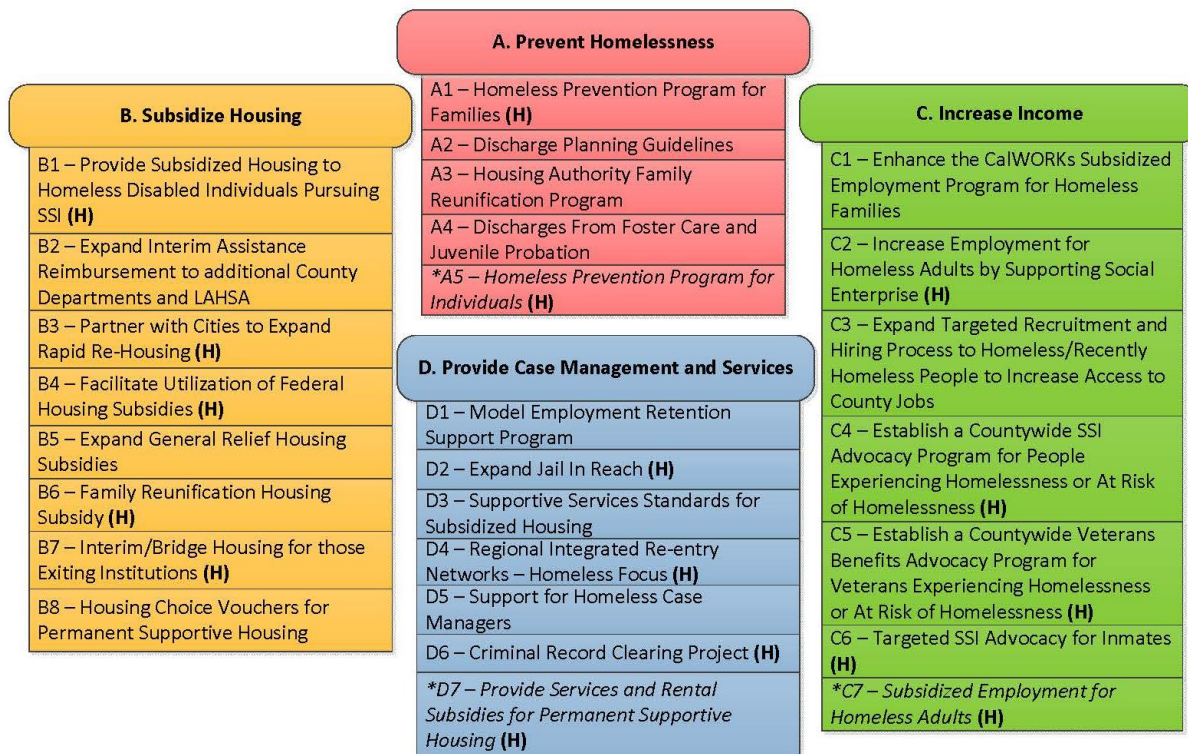 A. Prevent Homelessness
A1 – Homeless Prevention Program for
Families (H)
A2 – Discharge Planning Guidelines
A3 – Housing Authority Family
Reunification Program
A4 – Discharges From Foster Care and
Juvenile Probation
*A5 – Homeless Prevention Program for
Individuals (H)
B. Subsidize Housing
B1 – Provide Subsidized Housing to
Homeless Disabled Individuals Pursuing
SSI (H)
B2 – Expand Interim Assistance
Reimbursement to additional County
Departments and LAHSA
B3 – Partner with Cities to Expand
Rapid Re-Housing (H)
B4 – Facilitate Utilization of Federal
Housing Subsidies (H)
B5 – Expand General Relief Housing
Subsidies
B6 – Family Reunification Housing
Subsidy (H)
B7 – Interim/Bridge Housing for those
Exiting Institutions (H)
B8 – Housing Choice Vouchers for
Permanent Supportive Housing
C. Increase Income
C1 – Enhance the CalWORKs Subsidized
Employment Program for Homeless
Families
C2 – Increase Employment for
Homeless Adults by Supporting Social
Enterprise (H)
C3 – Expand Targeted Recruitment and
Hiring Process to Homeless/Recently
Homeless People to Increase Access to
County Jobs
C4 – Establish a Countywide SSI
Advocacy Program for People
Experiencing Homelessness or At Risk
of Homelessness (H)
C5 – Establish a Countywide Veterans
Benefits Advocacy Program for
Veterans Experiencing Homelessness
or At Risk of Homelessness (H)
C6 – Targeted SSI Advocacy for Inmates
(H)
*C7 – Subsidized Employment for
Homeless Adults (H)
D. Provide Case Management and Services
D1 – Model Employment Retention
Support Program
D2 – Expand Jail In Reach (H)
D3 – Supportive Services Standards for
Subsidized Housing
D4 – Regional Integrated Re-entry
Networks – Homeless Focus (H)
D5 – Support for Homeless Case
Managers
D6 – Criminal Record Clearing Project (H)
*D7 – Provide Services and Rental
Subsidies for Permanent Supportive
Housing (H)